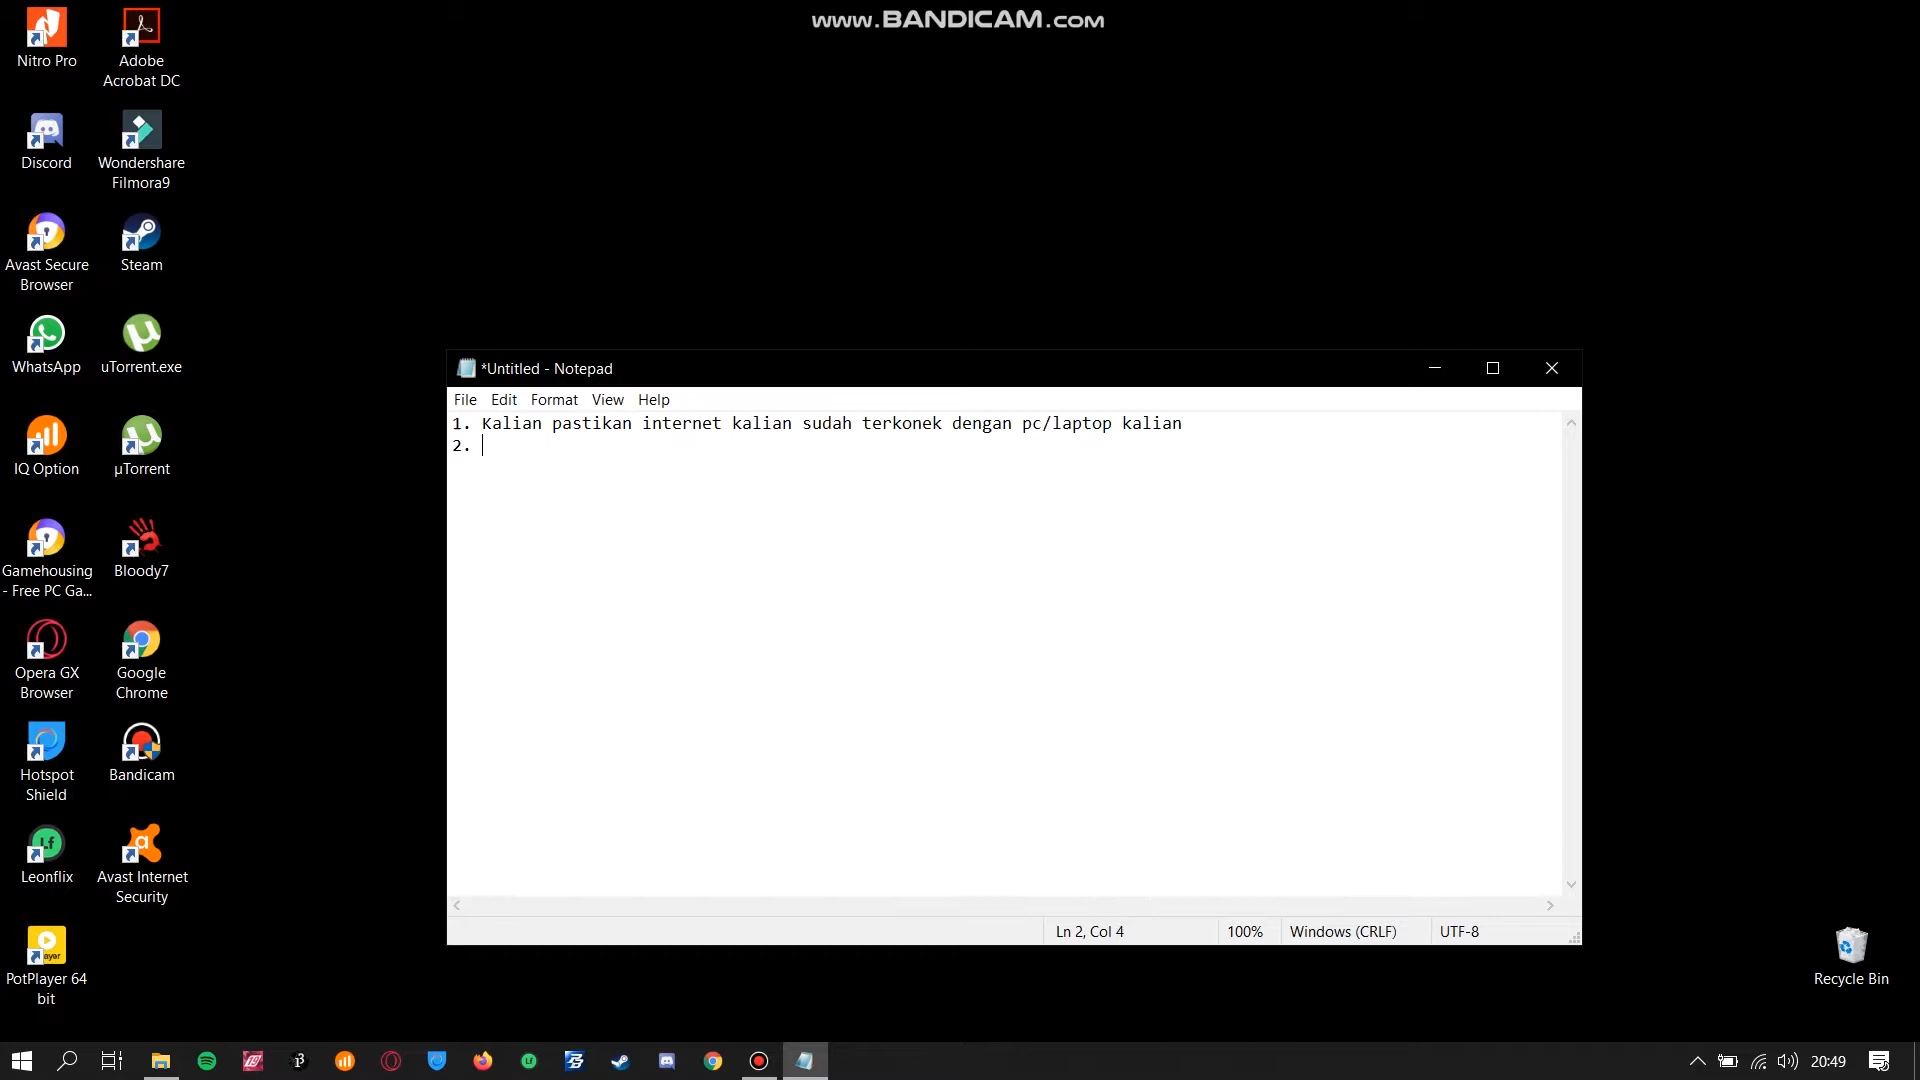 www.BANDICAM.com
Nitro Pro
Adobe
Acrobat DC
Discord
Wondershare
Filmora9
Avast Secure
Browser
Steam
WhatsApp
uTorrent.exe
IQ Option
µTorrent
Gamehousing
- Free PC Ga...
Bloody7
Opera GX
Browser
Google
Chrome
Hotspot
Shield
Bandicam
Leonflix
Avast Internet
Security
PotPlayer 64
bit
*Untitled - Notepad
File Edit Format View Help
1. Kalian pastikan internet kalian sudah terkonek dengan pc/laptop kalian
2.
Ln 2, Col 4 100% Windows (CRLF) UTF-8
Recycle Bin
20:49